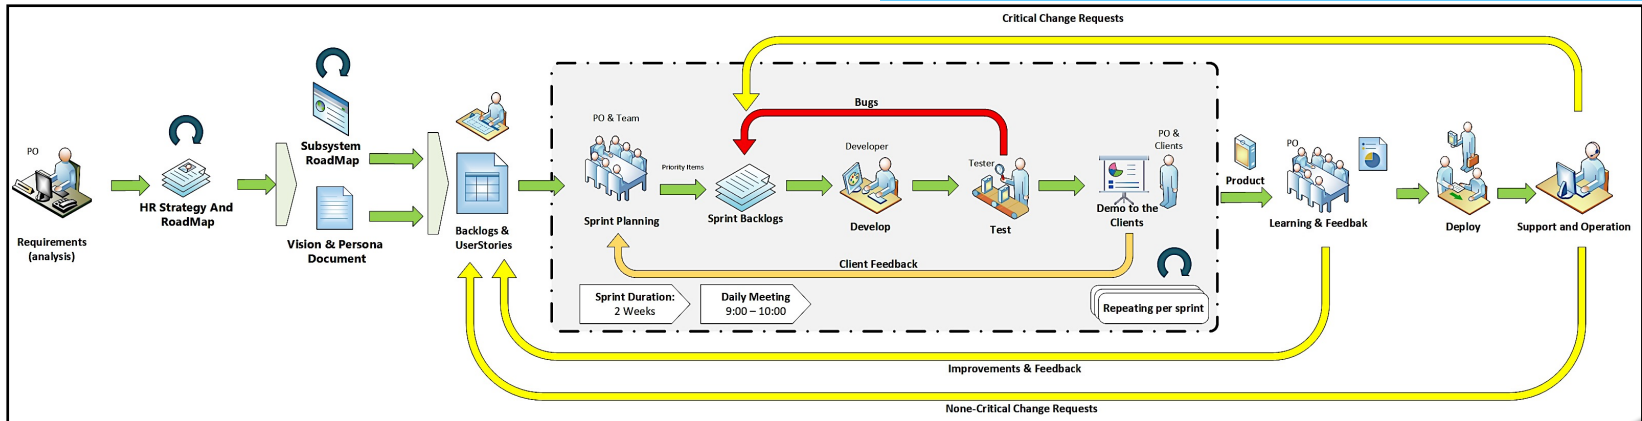 Critical Change Requests
PO
Requirements
(analysis)
HR Strategy And
RoadMap
Subsystem
RoadMap
Vision & Persona
Document
Backlogs &
UserStories
PO & Team
Sprint Planning
Priority Items
Bugs
Sprint Backlogs
Developer
Develop
Tester
Test
PO &
Clients
Demo to the
Clients
Client Feedback
Sprint Duration:
2 Weeks
Daily Meeting
9:00 – 10:00
Repeating per sprint
Product
PO
Learning & Feedbak
Deploy
Support and Operation
Improvements & Feedback
None-Critical Change Requests